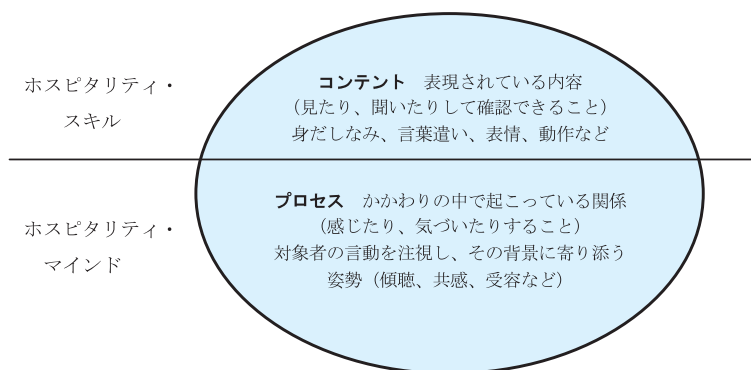 ホスピタリティ・
スキル
コンテント　表現されている内容
（見たり、聞いたりして確認できること）
身だしなみ、言葉遣い、表情、動作など
ホスピタリティ・
マインド
プロセス　かかわりの中で起こっている関係
（感じたり、気づいたりすること）
対象者の言動を注視し、その背景に寄り添う
姿勢（傾聴、共感、受容など）